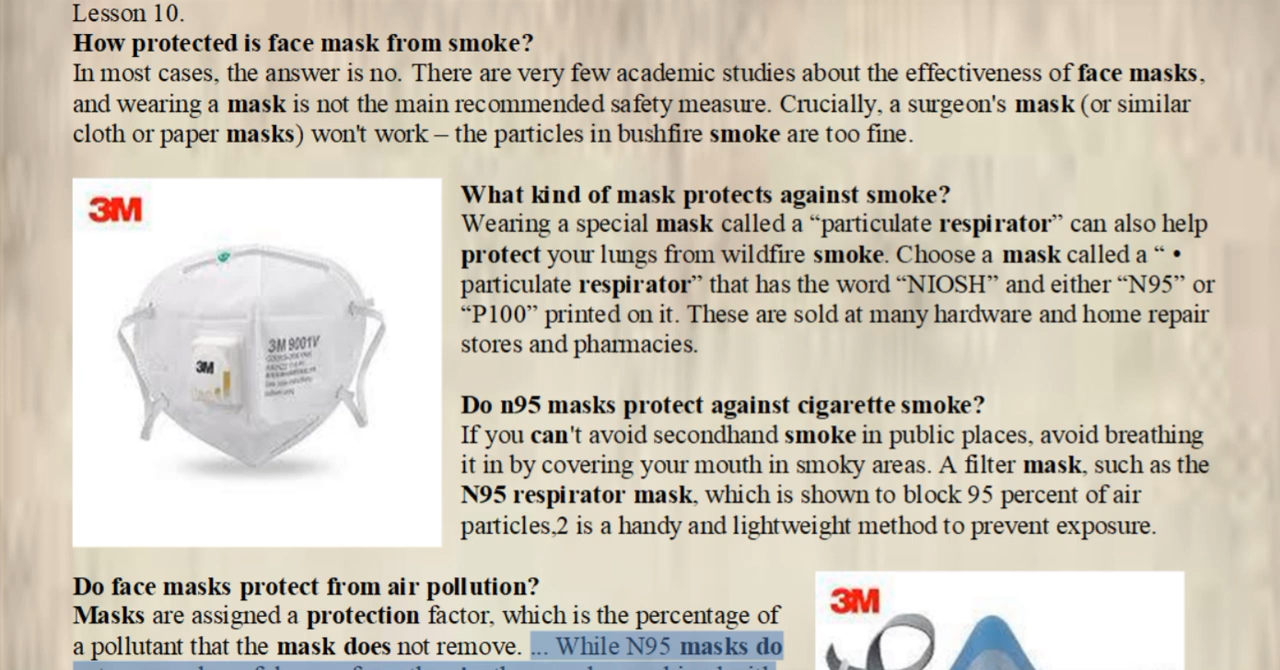 Lesson 10.
How protected is face mask from smoke?
In most cases, the answer is no. There are very few academic studies about the effectiveness of face masks,
and wearing a mask is not the main recommended safety measure. Crucially, a surgeon's mask (or similar
cloth or paper masks) won't work – the particles in bushfire smoke are too fine.
3M
3M 9001V
3M
What kind of mask protects against smoke?
Wearing a special mask called a “particulate respirator” can also help
protect your lungs from wildfire smoke. Choose a mask called a “ •
particulate respirator” that has the word “NIOSH” and either “N95” or
“P100” printed on it. These are sold at many hardware and home repair
stores and pharmacies.
Do n95 masks protect against cigarette smoke?
If you can't avoid secondhand smoke in public places, avoid breathing
it in by covering your mouth in smoky areas. A filter mask, such as the
N95 respirator mask, which is shown to block 95 percent of air
particles,2 is a handy and lightweight method to prevent exposure.
Do face masks protect from air pollution?
Masks are assigned a protection factor, which is the percentage of
a pollutant that the mask does not remove. ... While N95 masks do
3M